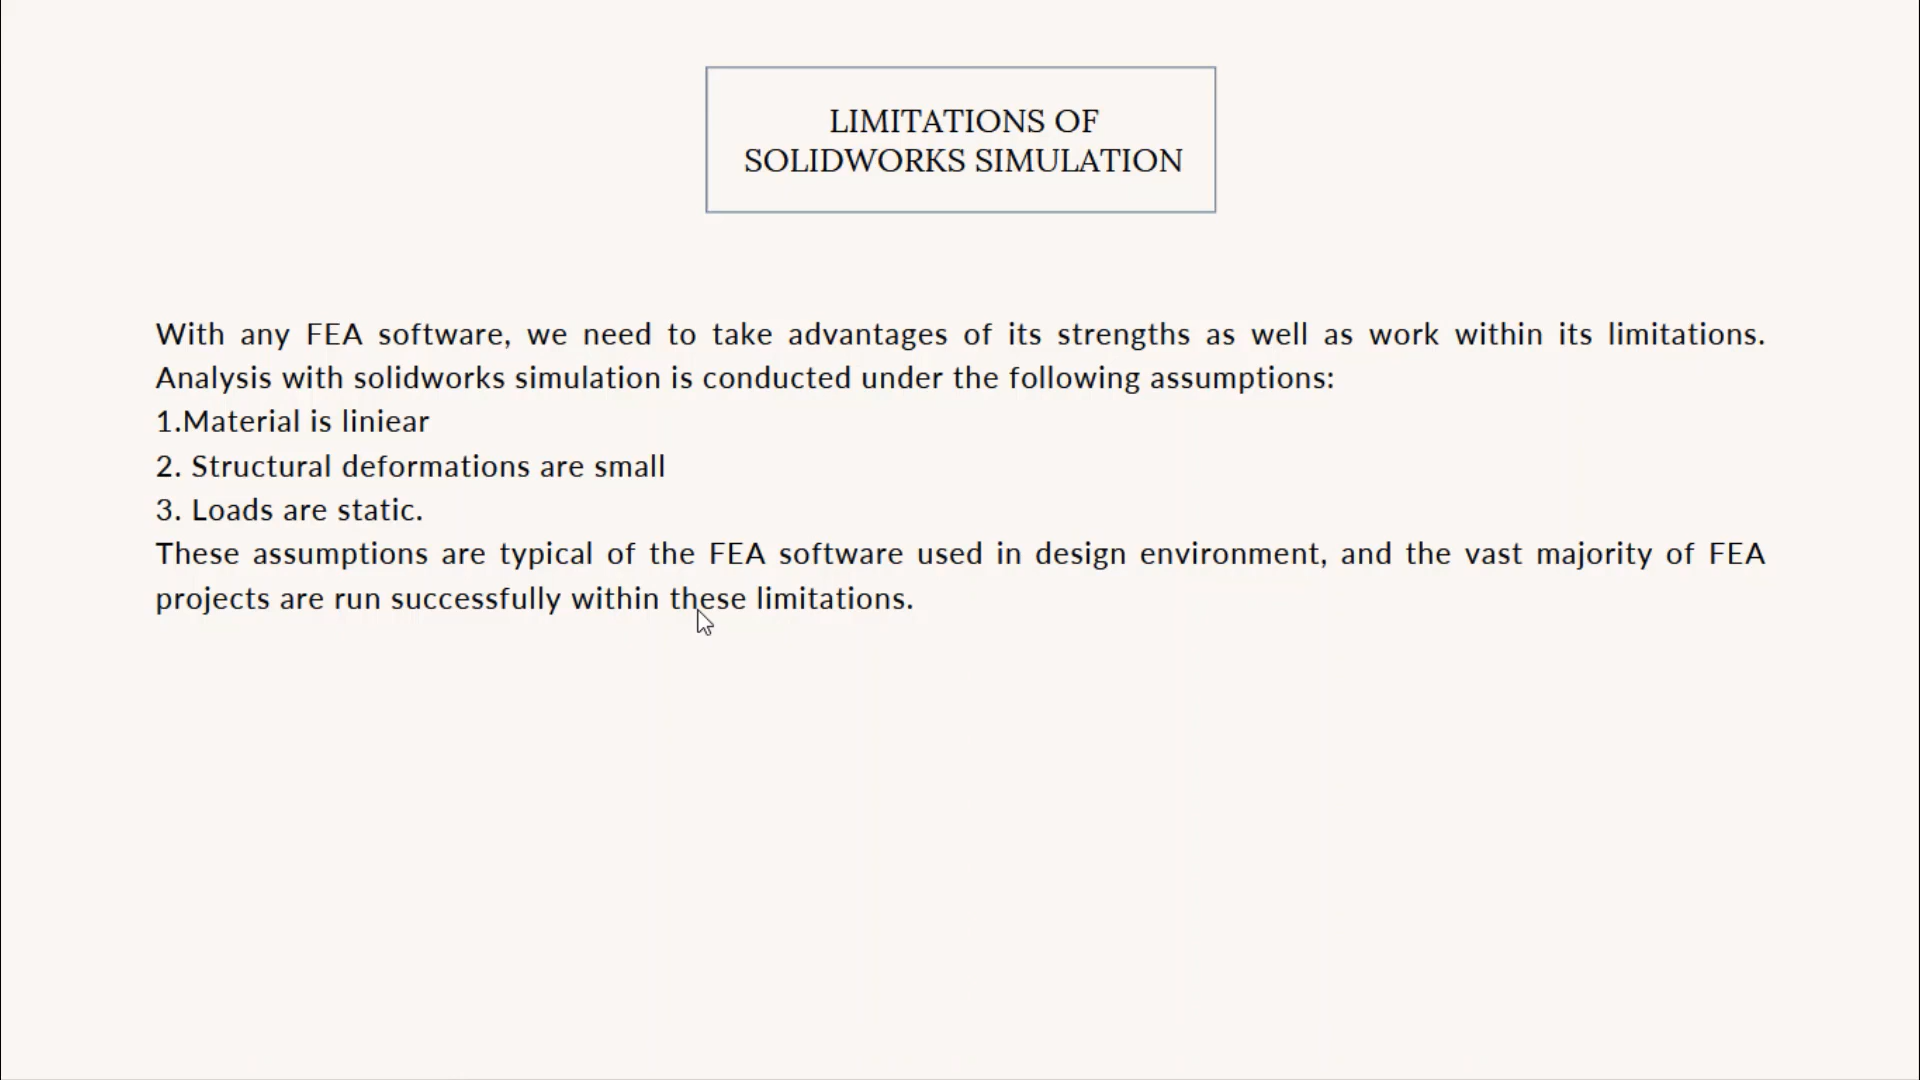 LIMITATIONS OF
SOLIDWORKS SIMULATION
With any FEA software, we need to take advantages of its strengths as well as work within its limitations.
Analysis with solidworks simulation is conducted under the following assumptions:
1.Material is liniear
2. Structural deformations are small
3. Loads are static.
These assumptions are typical of the FEA software used in design environment, and the vast majority of FEA
projects are run successfully within these limitations.